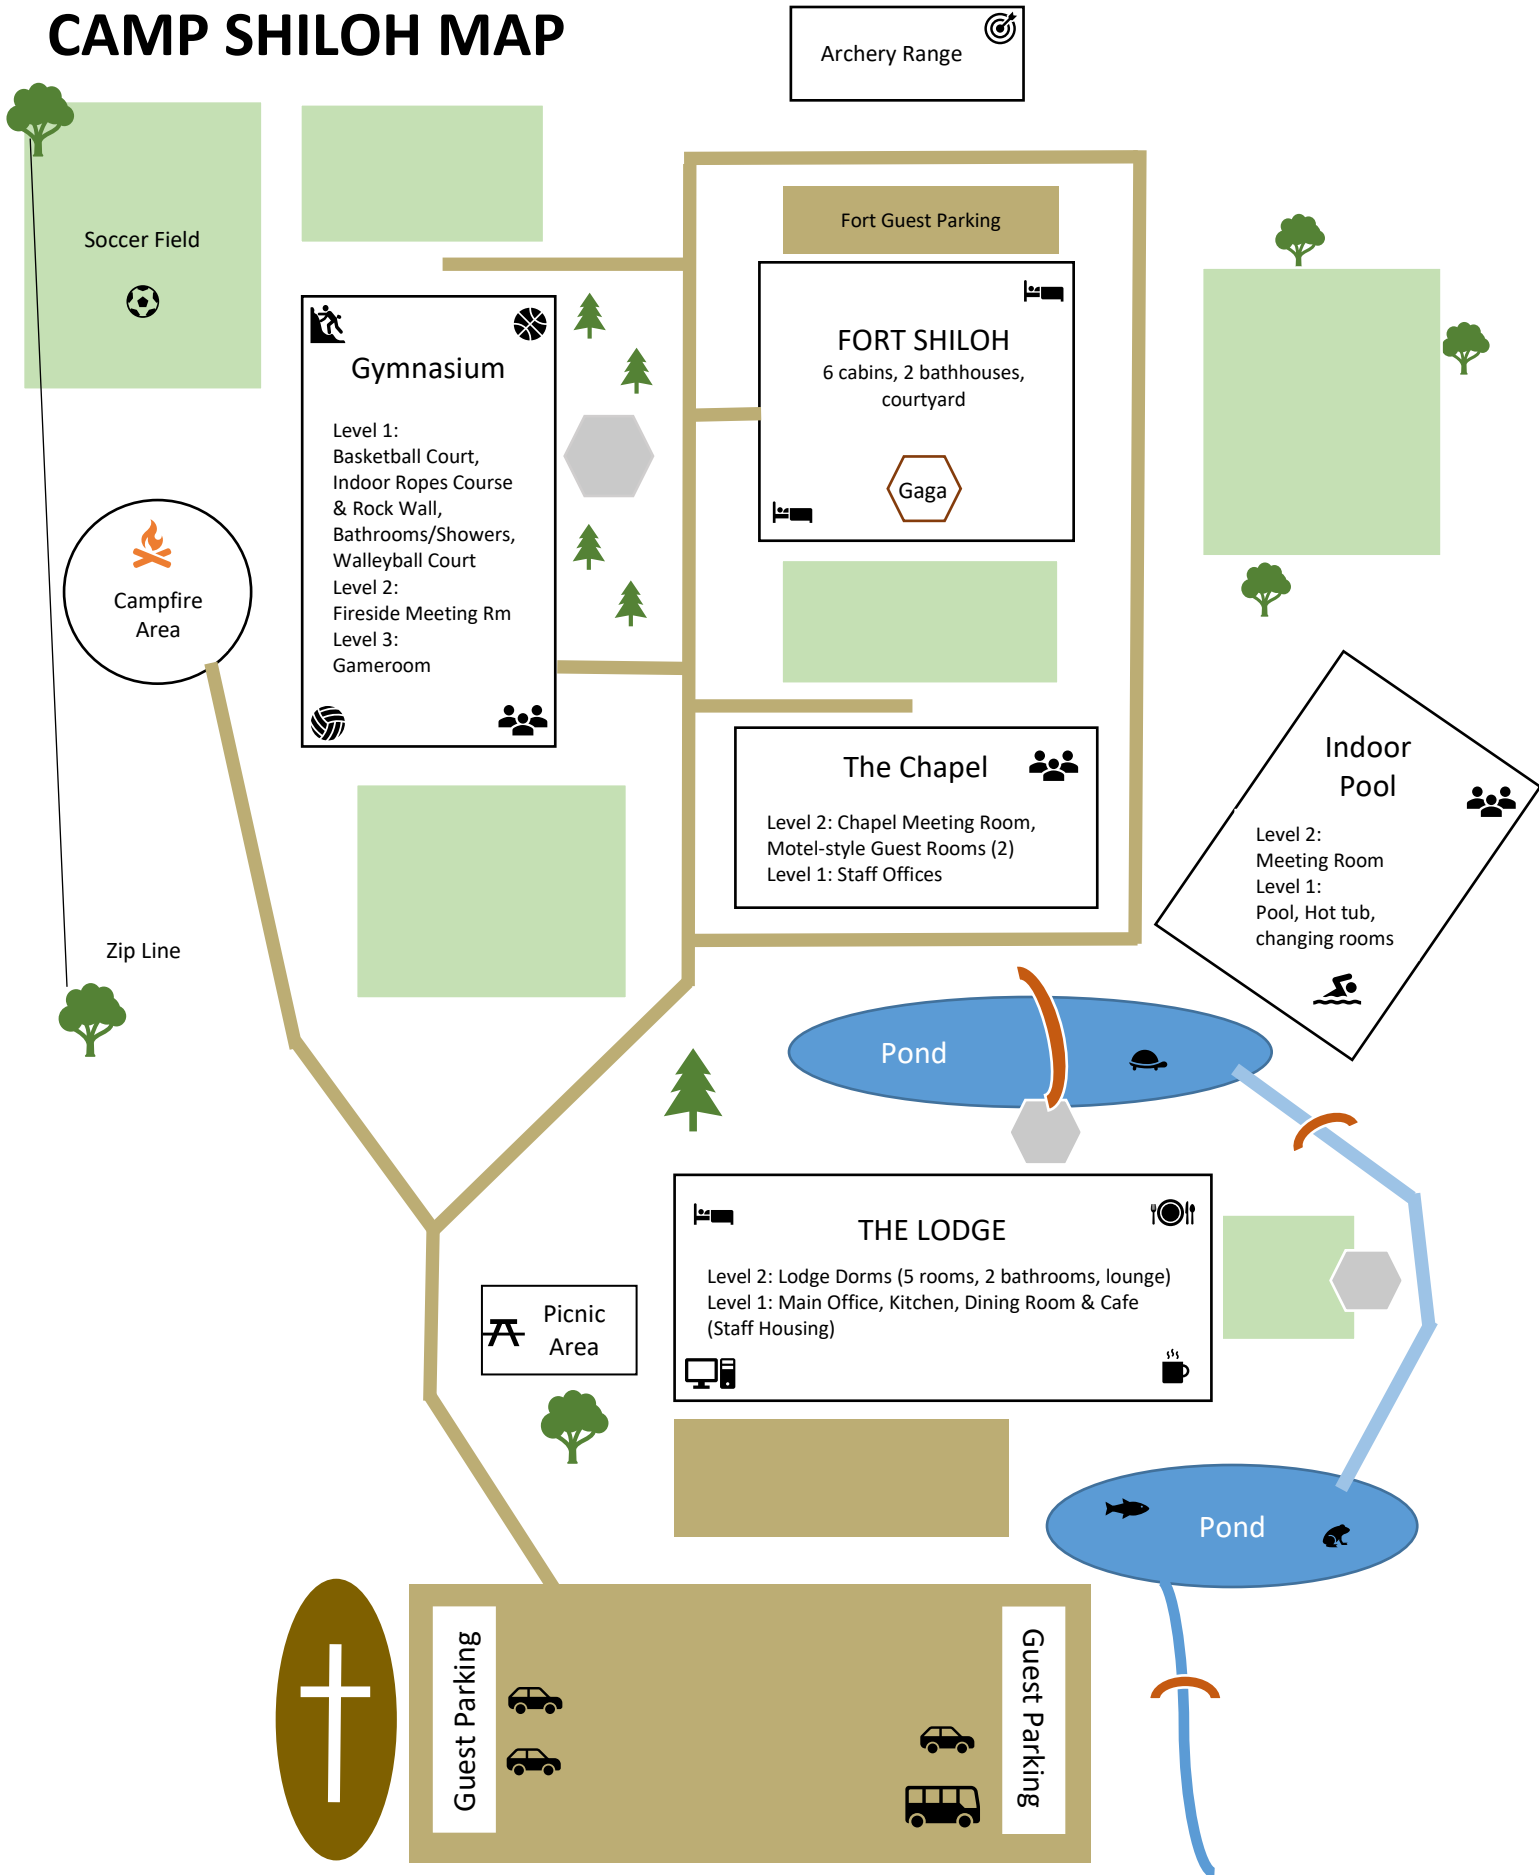 CAMP SHILOH MAP
Archery Range
Soccer Field
Fort Guest Parking
Gymnasium
Level 1:
Basketball Court,
Indoor Ropes Course
& Rock Wall,
Bathrooms/Showers,
Walleyball Court
Level 2:
Fireside Meeting Rm
Level 3:
Gameroom
FORT SHILOH
6 cabins, 2 bathhouses,
courtyard
Gaga
Campfire
Area
The Chapel
Level 2: Chapel Meeting Room,
Motel-style Guest Rooms (2)
Level 1: Staff Offices
Indoor
Pool
Level 2:
Meeting Room
Level 1:
Pool, Hot tub,
changing rooms
Zip Line
Pond
THE LODGE
Level 2: Lodge Dorms (5 rooms, 2 bathrooms, lounge)
Level 1: Main Office, Kitchen, Dining Room & Cafe
(Staff Housing)
Picnic
Area
Pond
Guest Parking
Guest Parking